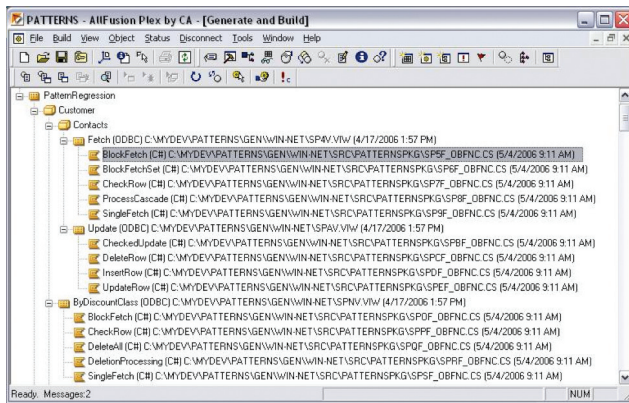 PATTERNS - AllFusion Plex by CA - [Generate and Build]
File Build View Object Status Disconnect Tools Window Help
PatternRegression
Customer
Contacts
Fetch (ODBC) C:\MYDEV\PATTERNS\GEN\WIN-NET\SP4V.VIW (4/17/2006 1:57 PM)
BlockFetch (C#) C:\MYDEV\PATTERNS\GEN\WIN-NET\SRC\PATTERNSPKG\SP5F_OBFNC.CS (5/4/2006 9:11 AM)
BlockFetchSet (C#) C:\MYDEV\PATTERNS\GEN\WIN-NET\SRC\PATTERNSPKG\SP6F_OBFNC.CS (5/4/2006 9:11 AM)
CheckRow (C#) C:\MYDEV\PATTERNS\GEN\WIN-NET\SRC\PATTERNSPKG\SP7F_OBFNC.CS (5/4/2006 9:11 AM)
ProcessCascade (C#) C:\MYDEV\PATTERNS\GEN\WIN-NET\SRC\PATTERNSPKG\SP8F_OBFNC.CS (5/4/2006 9:11 AM)
SingleFetch (C#) C:\MYDEV\PATTERNS\GEN\WIN-NET\SRC\PATTERNSPKG\SP9F_OBFNC.CS (5/4/2006 9:11 AM)
Update (ODBC) C:\MYDEV\PATTERNS\GEN\WIN-NET\SPAV.VIW (4/17/2006 1:57 PM)
CheckedUpdate (C#) C:\MYDEV\PATTERNS\GEN\WIN-NET\SRC\PATTERNSPKG\SPBF_OBFNC.CS (5/4/2006 9:11 AM)
DeleteRow (C#) C:\MYDEV\PATTERNS\GEN\WIN-NET\SRC\PATTERNSPKG\SPCF_OBFNC.CS (5/4/2006 9:11 AM)
InsertRow (C#) C:\MYDEV\PATTERNS\GEN\WIN-NET\SRC\PATTERNSPKG\SPDF_OBFNC.CS (5/4/2006 9:11 AM)
UpdateRow (C#) C:\MYDEV\PATTERNS\GEN\WIN-NET\SRC\PATTERNSPKG\SPEF_OBFNC.CS (5/4/2006 9:11 AM)
ByDiscountClass (ODBC) C:\MYDEV\PATTERNS\GEN\WIN-NET\SPNV.VIW (4/17/2006 1:57 PM)
BlockFetch (C#) C:\MYDEV\PATTERNS\GEN\WIN-NET\SRC\PATTERNSPKG\SPOF_OBFNC.CS (5/4/2006 9:11 AM)
CheckRow (C#) C:\MYDEV\PATTERNS\GEN\WIN-NET\SRC\PATTERNSPKG\SPPF_OBFNC.CS (5/4/2006 9:11 AM)
DeleteAll (C#) C:\MYDEV\PATTERNS\GEN\WIN-NET\SRC\PATTERNSPKG\SPQF_OBFNC.CS (5/4/2006 9:11 AM)
DeletionProcessing (C#) C:\MYDEV\PATTERNS\GEN\WIN-NET\SRC\PATTERNSPKG\SPRF_OBFNC.CS (5/4/2006 9:11 AM)
SingleFetch (C#) C:\MYDEV\PATTERNS\GEN\WIN-NET\SRC\PATTERNSPKG\SPSF_OBFNC.CS (5/4/2006 9:11 AM)
Ready. Messages:2 NUM